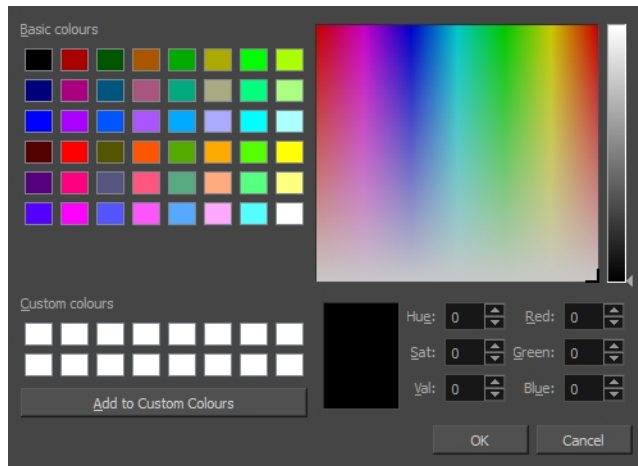 Basic colours
Custom colours
Add to Custom Colours
Hue: 0 Red: 0
Sat: 0 Green: 0
Val: 0 Blue: 0
OK Cancel